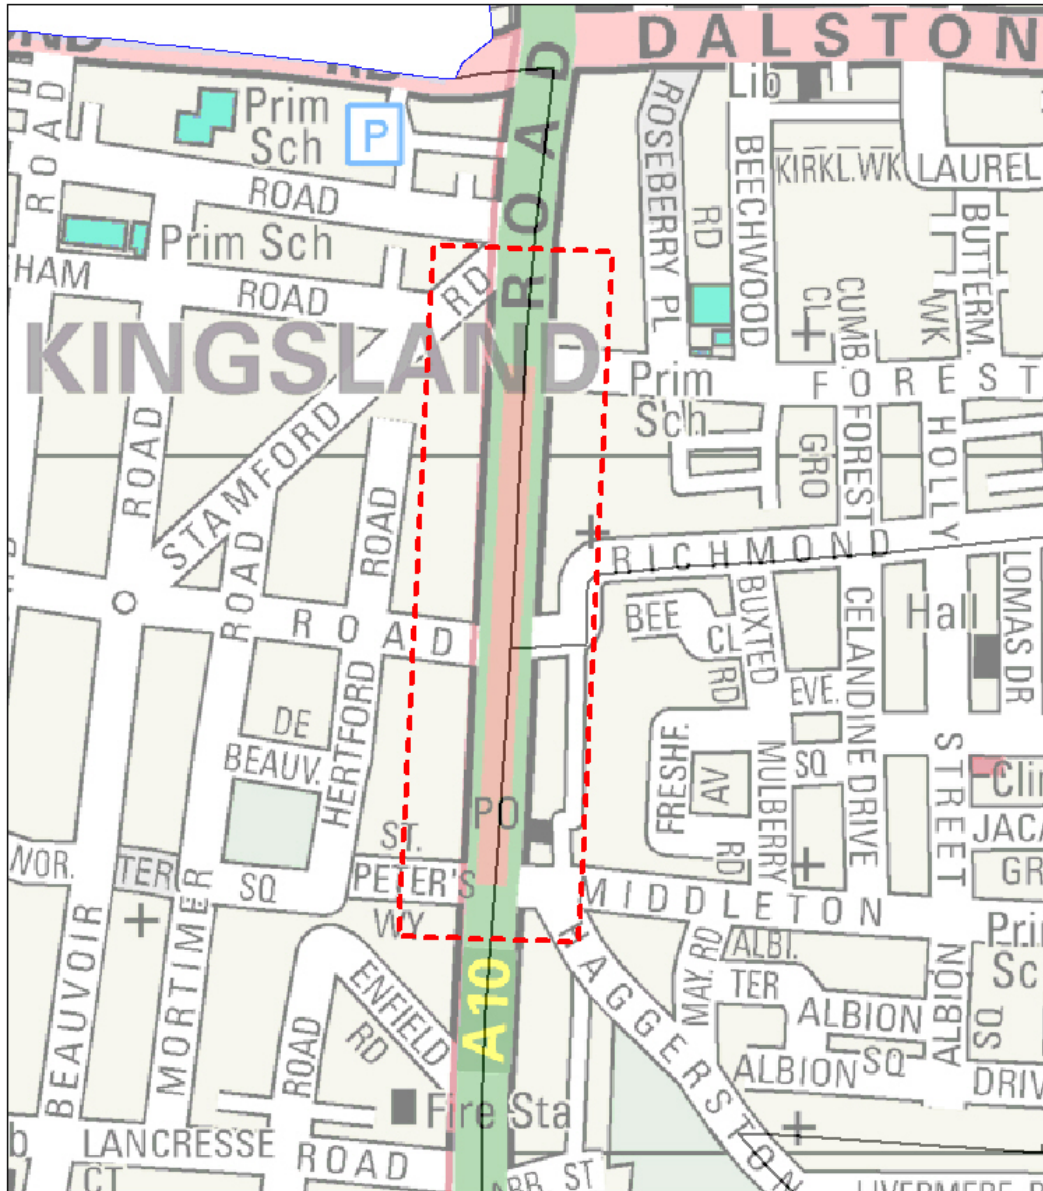 DALSTON
Prim
Sch
P
Lib
ROAD
ROAD
ROSEBERRY PL
RD
BEECHWOOD
KIRKL.WK
LAUREL
ROAD
Prim Sch
BUTTERM.
WK
HAM
ROAD
RD
CUMB.
CL
KINGSLAND
Prim
Sch
FOREST
ROAD
STAMFORD
ROAD
ROAD
GRO
FOREST
HOLLY
RICHMOND
ROAD
BEE
CL
RD
BUXTED
CELANDINE DRIVE
Hall
LOMAS DR
HERTFORD
DE
BEAUV.
SQ
EVE.
SQ
FRESHF.
AV
RD
MULBERRY
STREET
Clin
JACA
GR
PO
ST.
PETER'S
WY
WOR.
TER
MIDDLETON
BEAUVOIR
MORTIMER
ENFIELD
RD
ROAD
A10
HAGGERSTON
MAY. RD
ALBI.
TER
ALBION
SQ
ALBION
ALBION
SQ
Prim
Sc
DRIV
Fire Sta
LANCRESSE
CT
ROAD
ST